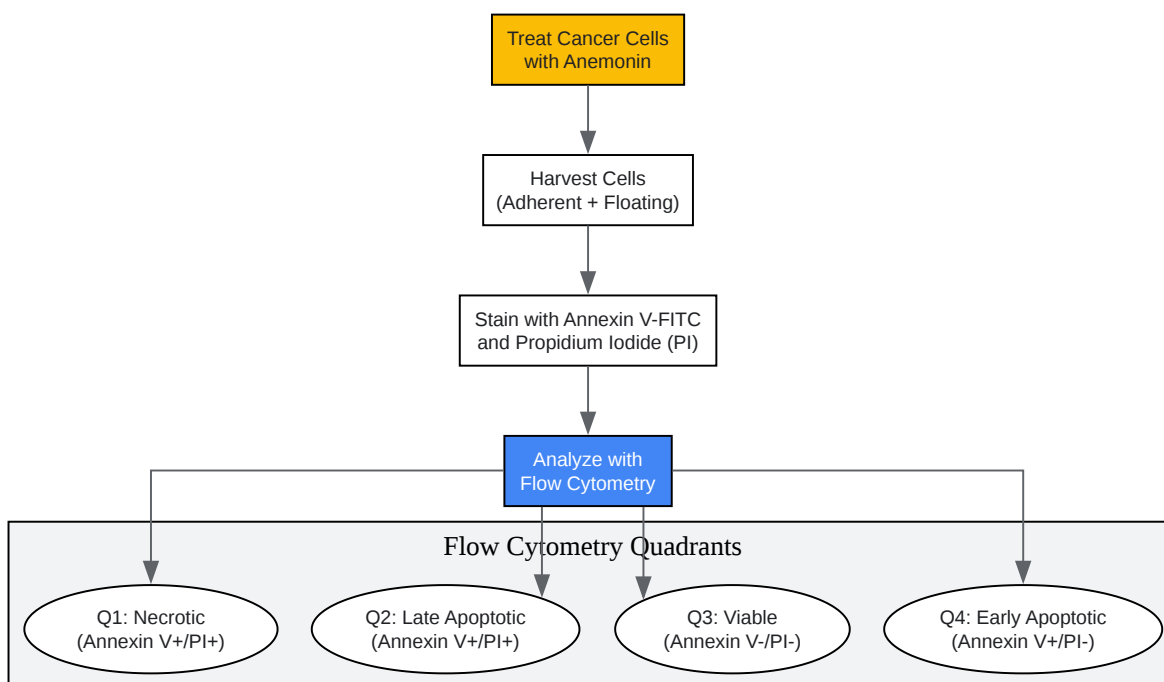 Treat Cancer Cells
with Anemonin
Harvest Cells
(Adherent + Floating)
Stain with Annexin V-FITC
and Propidium Iodide (PI)
Analyze with
Flow Cytometry
Flow Cytometry Quadrants
Q1: Necrotic
(Annexin V+/PI+)
Q2: Late Apoptotic
(Annexin V+/PI+)
Q3: Viable
(Annexin V-/PI-)
Q4: Early Apoptotic
(Annexin V+/PI-)